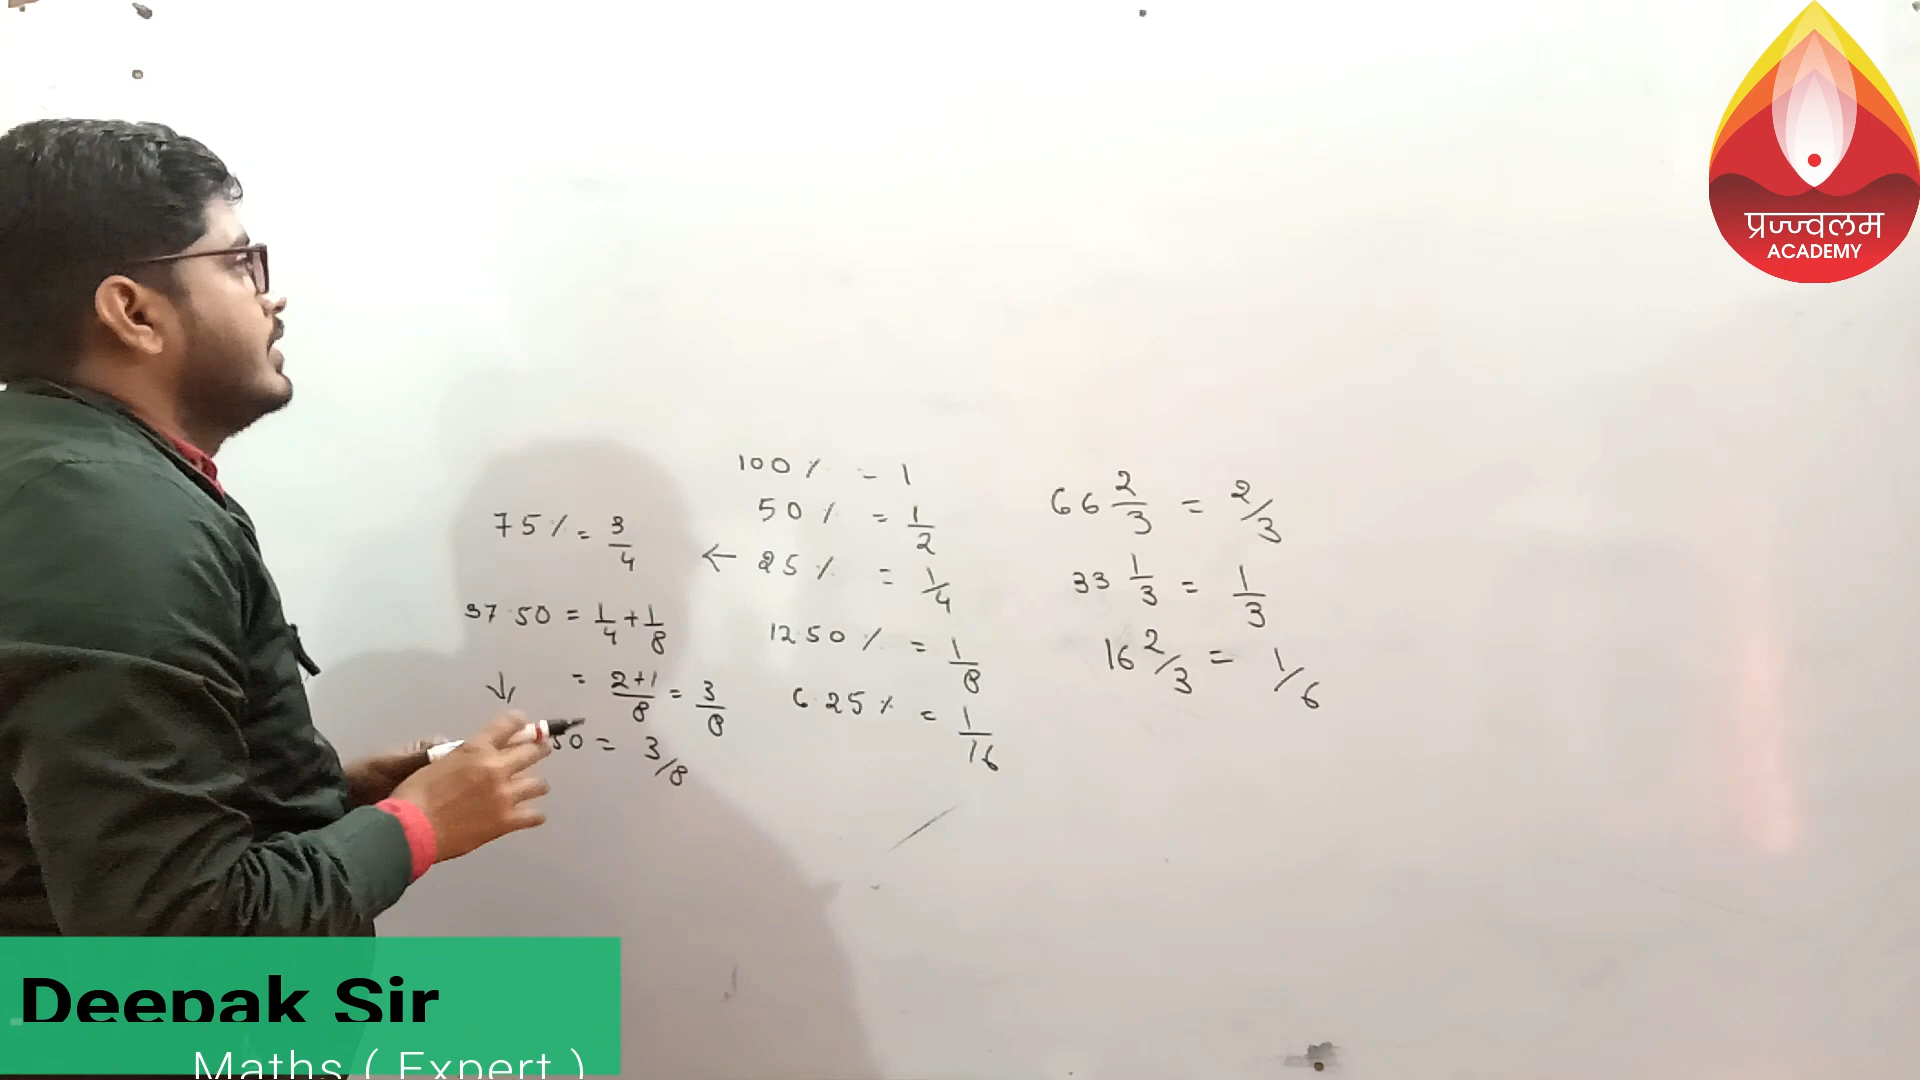 प्रज्ज्वलम
ACADEMY
75% = 3/4
37.50 = 1/4 + 1/8
= 2+1/8 = 3/8
50 = 3/8
100% = 1
50% = 1/2
← 25% = 1/4
12.50% = 1/8
6.25% = 1/16
66 2/3 = 2/3
33 1/3 = 1/3
16 2/3 = 1/6
Deepak Sir
Maths ( Expert )